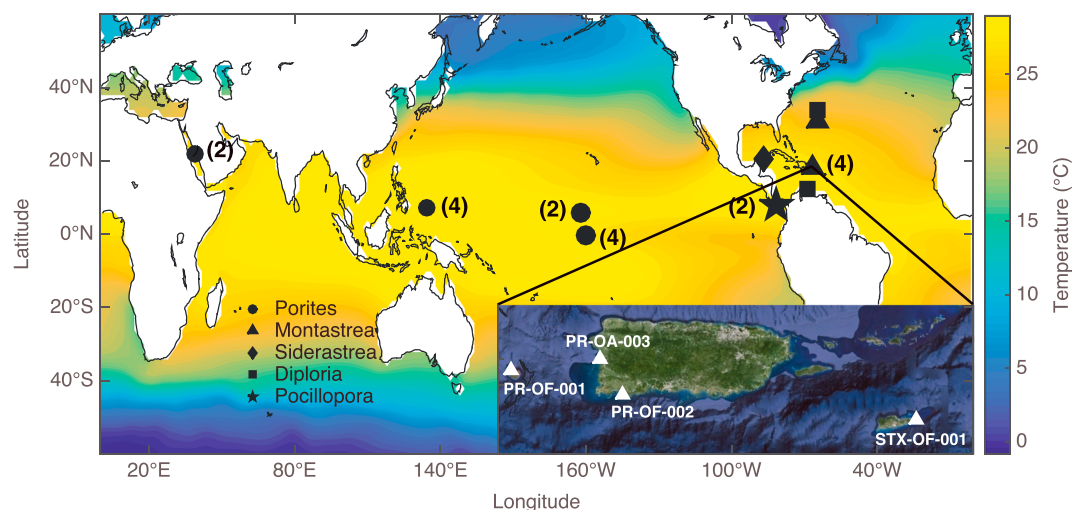 40°N
20°N
0°N
20°S
40°S
Latitude
(2)
(4)
(2)
(4)
(4)
(2)
Porites
Montastrea
Siderastrea
Diploria
Pocillopora
PR-OA-003
PR-OF-001
PR-OF-002
STX-OF-001
20°E
80°E
140°E
160°W
100°W
40°W
Longitude
25
20
15
10
5
0
Temperature (°C)